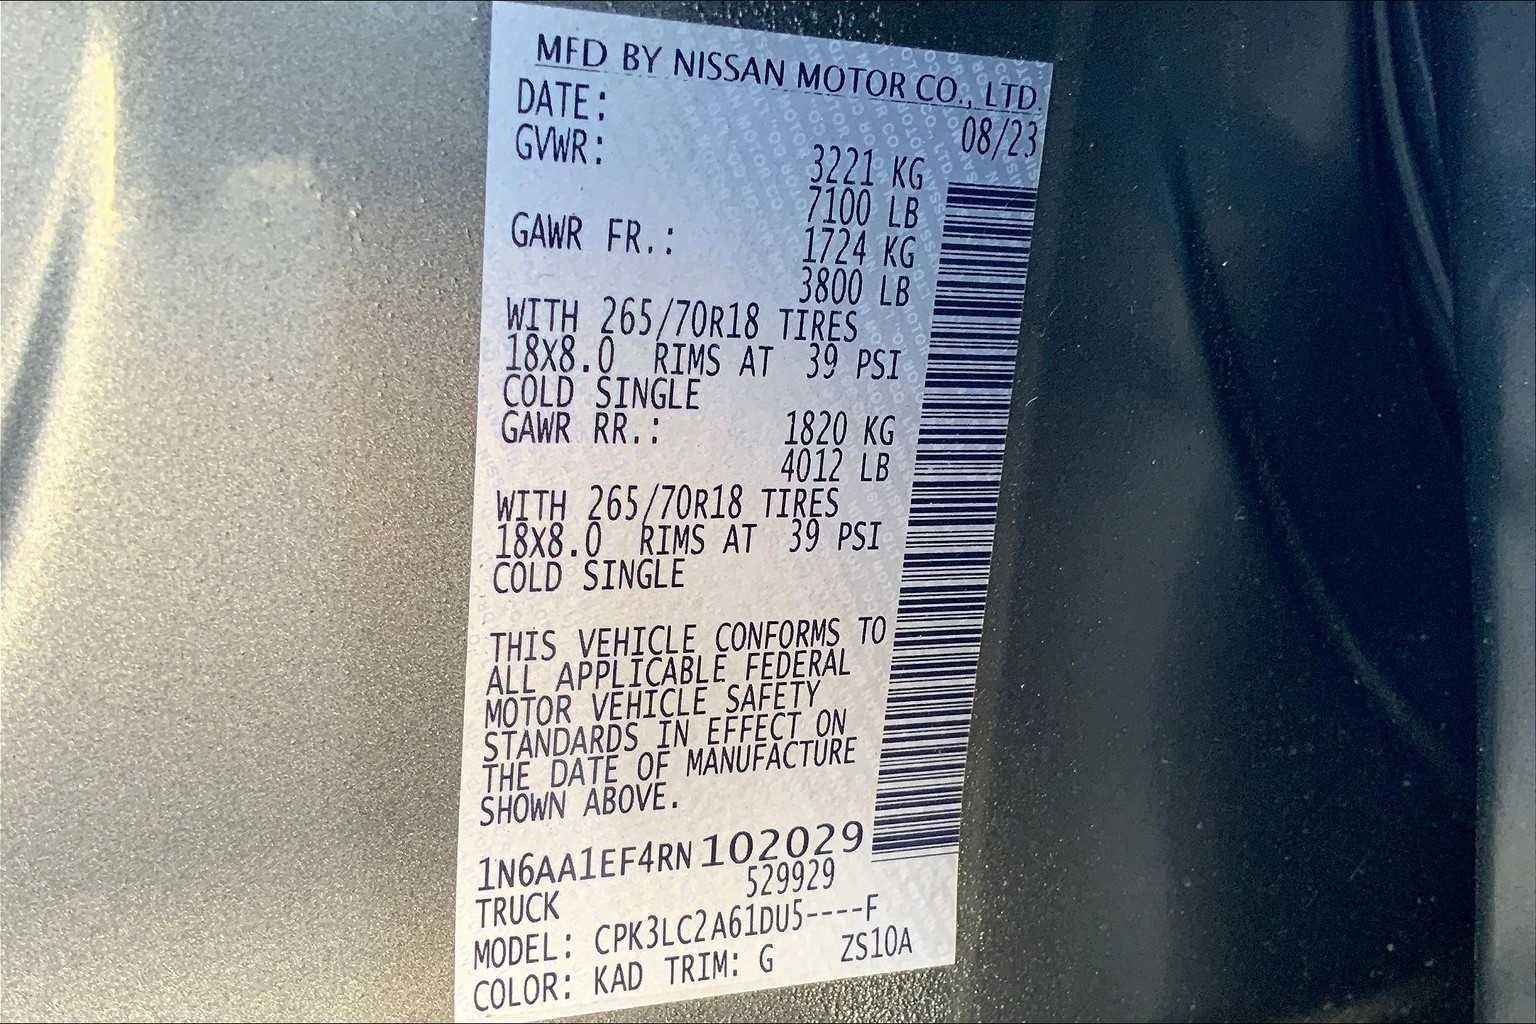 MFD BY NISSAN MOTOR CO., LTD.
DATE: 08/23
GVWR: 3221 KG
7100 LB
GAWR FR.: 1724 KG
3800 LB
WITH 265/70R18 TIRES
18X8.0 RIMS AT 39 PSI
COLD SINGLE
GAWR RR.: 1820 KG
4012 LB
WITH 265/70R18 TIRES
18X8.0 RIMS AT 39 PSI
COLD SINGLE
THIS VEHICLE CONFORMS TO
ALL APPLICABLE FEDERAL
MOTOR VEHICLE SAFETY
STANDARDS IN EFFECT ON
THE DATE OF MANUFACTURE
SHOWN ABOVE.
1N6AA1EF4RN102029
529929
TRUCK
MODEL: CPK3LC2A61DU5----F
COLOR: KAD TRIM: G ZS10A